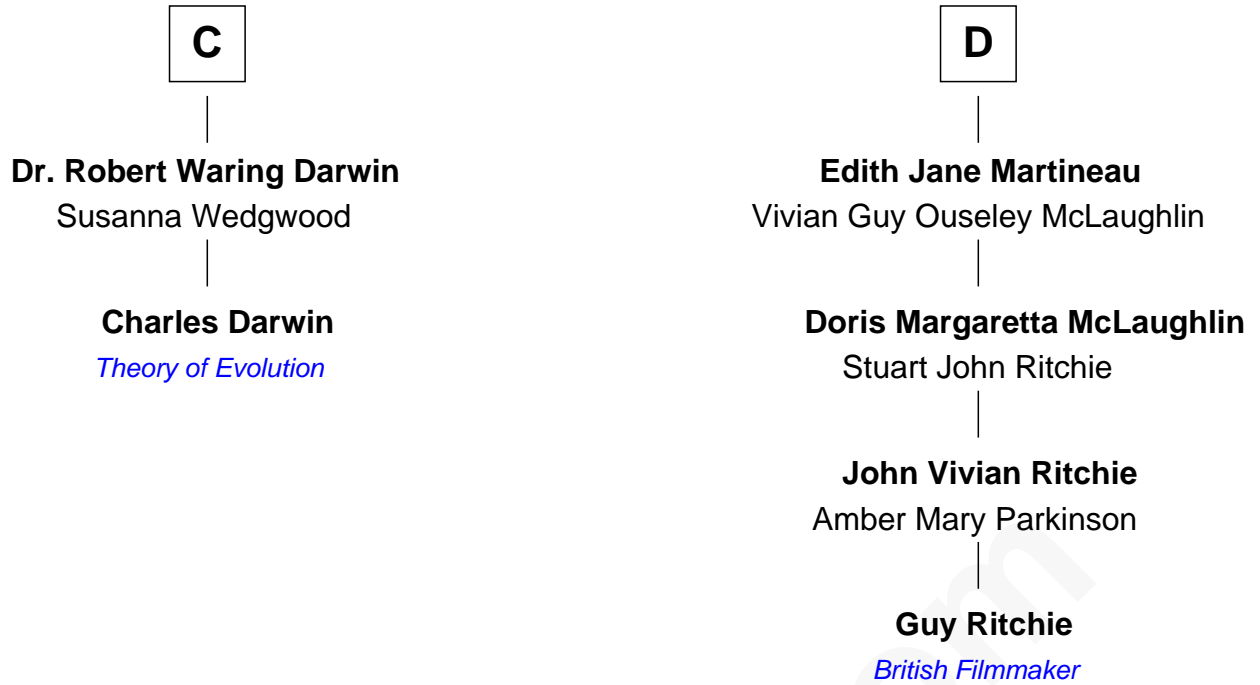 C
Dr. Robert Waring Darwin
Susanna Wedgwood
Charles Darwin
Theory of Evolution
D
Edith Jane Martineau
Vivian Guy Ouseley McLaughlin
Doris Margaretta McLaughlin
Stuart John Ritchie
John Vivian Ritchie
Amber Mary Parkinson
Guy Ritchie
British Filmmaker